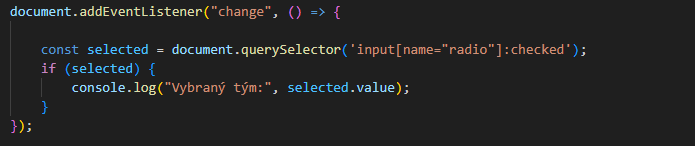 document.addEventListener("change", () => {
const selected = document.querySelector('input[name="radio"]:checked');
if (selected) {
console.log("Vybraný tým:", selected.value);
}
});